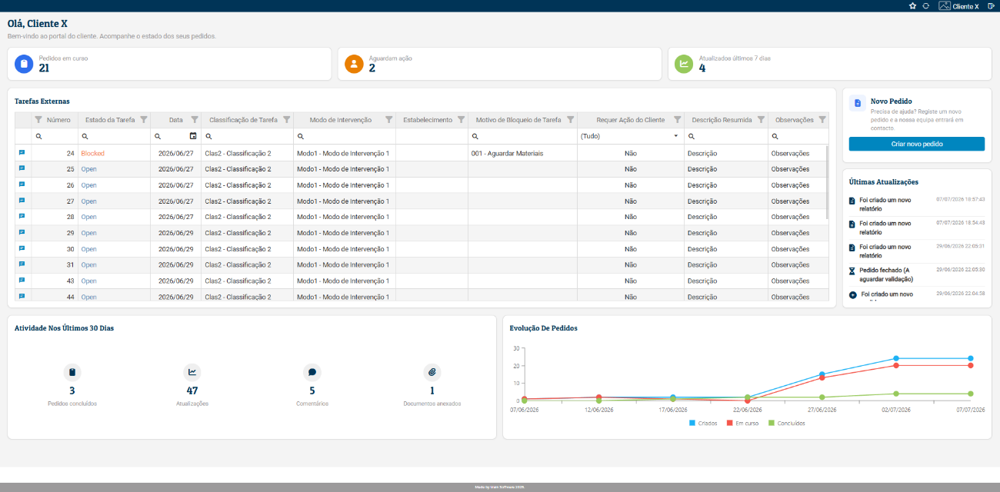 Cliente X
Olá, Cliente X
Bem-vindo ao portal do cliente. Acompanhe o estado dos seus pedidos.
Pedidos em curso
21
Aguardam ação
2
Atualizados últimos 7 dias
4
Tarefas Externas
Número Estado da Tarefa Data Classificação de Tarefa Modo de Intervenção Estabelecimento Motivo de Bloqueio de Tarefa Requer Ação do Cliente Descrição Resumida Observações
(Tudo)
24 Blocked 2026/06/27 Clas2 - Classificação 2 Modo1 - Modo de Intervenção 1 001 - Aguardar Materiais Não Descrição Observações
25 Open 2026/06/27 Clas2 - Classificação 2 Modo1 - Modo de Intervenção 1 Não Descrição Observações
26 Open 2026/06/27 Clas2 - Classificação 2 Modo1 - Modo de Intervenção 1 Não Descrição Observações
27 Open 2026/06/27 Clas2 - Classificação 2 Modo1 - Modo de Intervenção 1 Não Descrição Observações
28 Open 2026/06/27 Clas2 - Classificação 2 Modo1 - Modo de Intervenção 1 Não Descrição Observações
29 Open 2026/06/29 Clas2 - Classificação 2 Modo1 - Modo de Intervenção 1 Não Descrição Observações
30 Open 2026/06/29 Clas2 - Classificação 2 Modo1 - Modo de Intervenção 1 Não Descrição Observações
31 Open 2026/06/29 Clas2 - Classificação 2 Modo1 - Modo de Intervenção 1 Não Descrição Observações
43 Open 2026/06/29 Clas2 - Classificação 2 Modo1 - Modo de Intervenção 1 Não Descrição Observações
44 Open 2026/06/29 Clas2 - Classificação 2 Modo1 - Modo de Intervenção 1 Não Descrição Observações
Novo Pedido
Precisa de ajuda? Registe um novo
pedido e a nossa equipa entrará em
contacto.
Criar novo pedido
Últimas Atualizações
Foi criado um novo 07/07/2026 18:57:43
relatório
Foi criado um novo 07/07/2026 18:54:43
relatório
Foi criado um novo 29/06/2026 22:05:31
relatório
Pedido fechado (A 29/06/2026 22:05:30
aguardar validação)
Foi criado um novo 29/06/2026 22:04:58
Atividade Nos Últimos 30 Dias
3
Pedidos concluídos
47
Atualizações
5
Comentários
1
Documentos anexados
Evolução De Pedidos
30
20
10
0
07/06/2026 12/06/2026 17/06/2026 22/06/2026 27/06/2026 02/07/2026 07/07/2026
Criados Em curso Concluídos